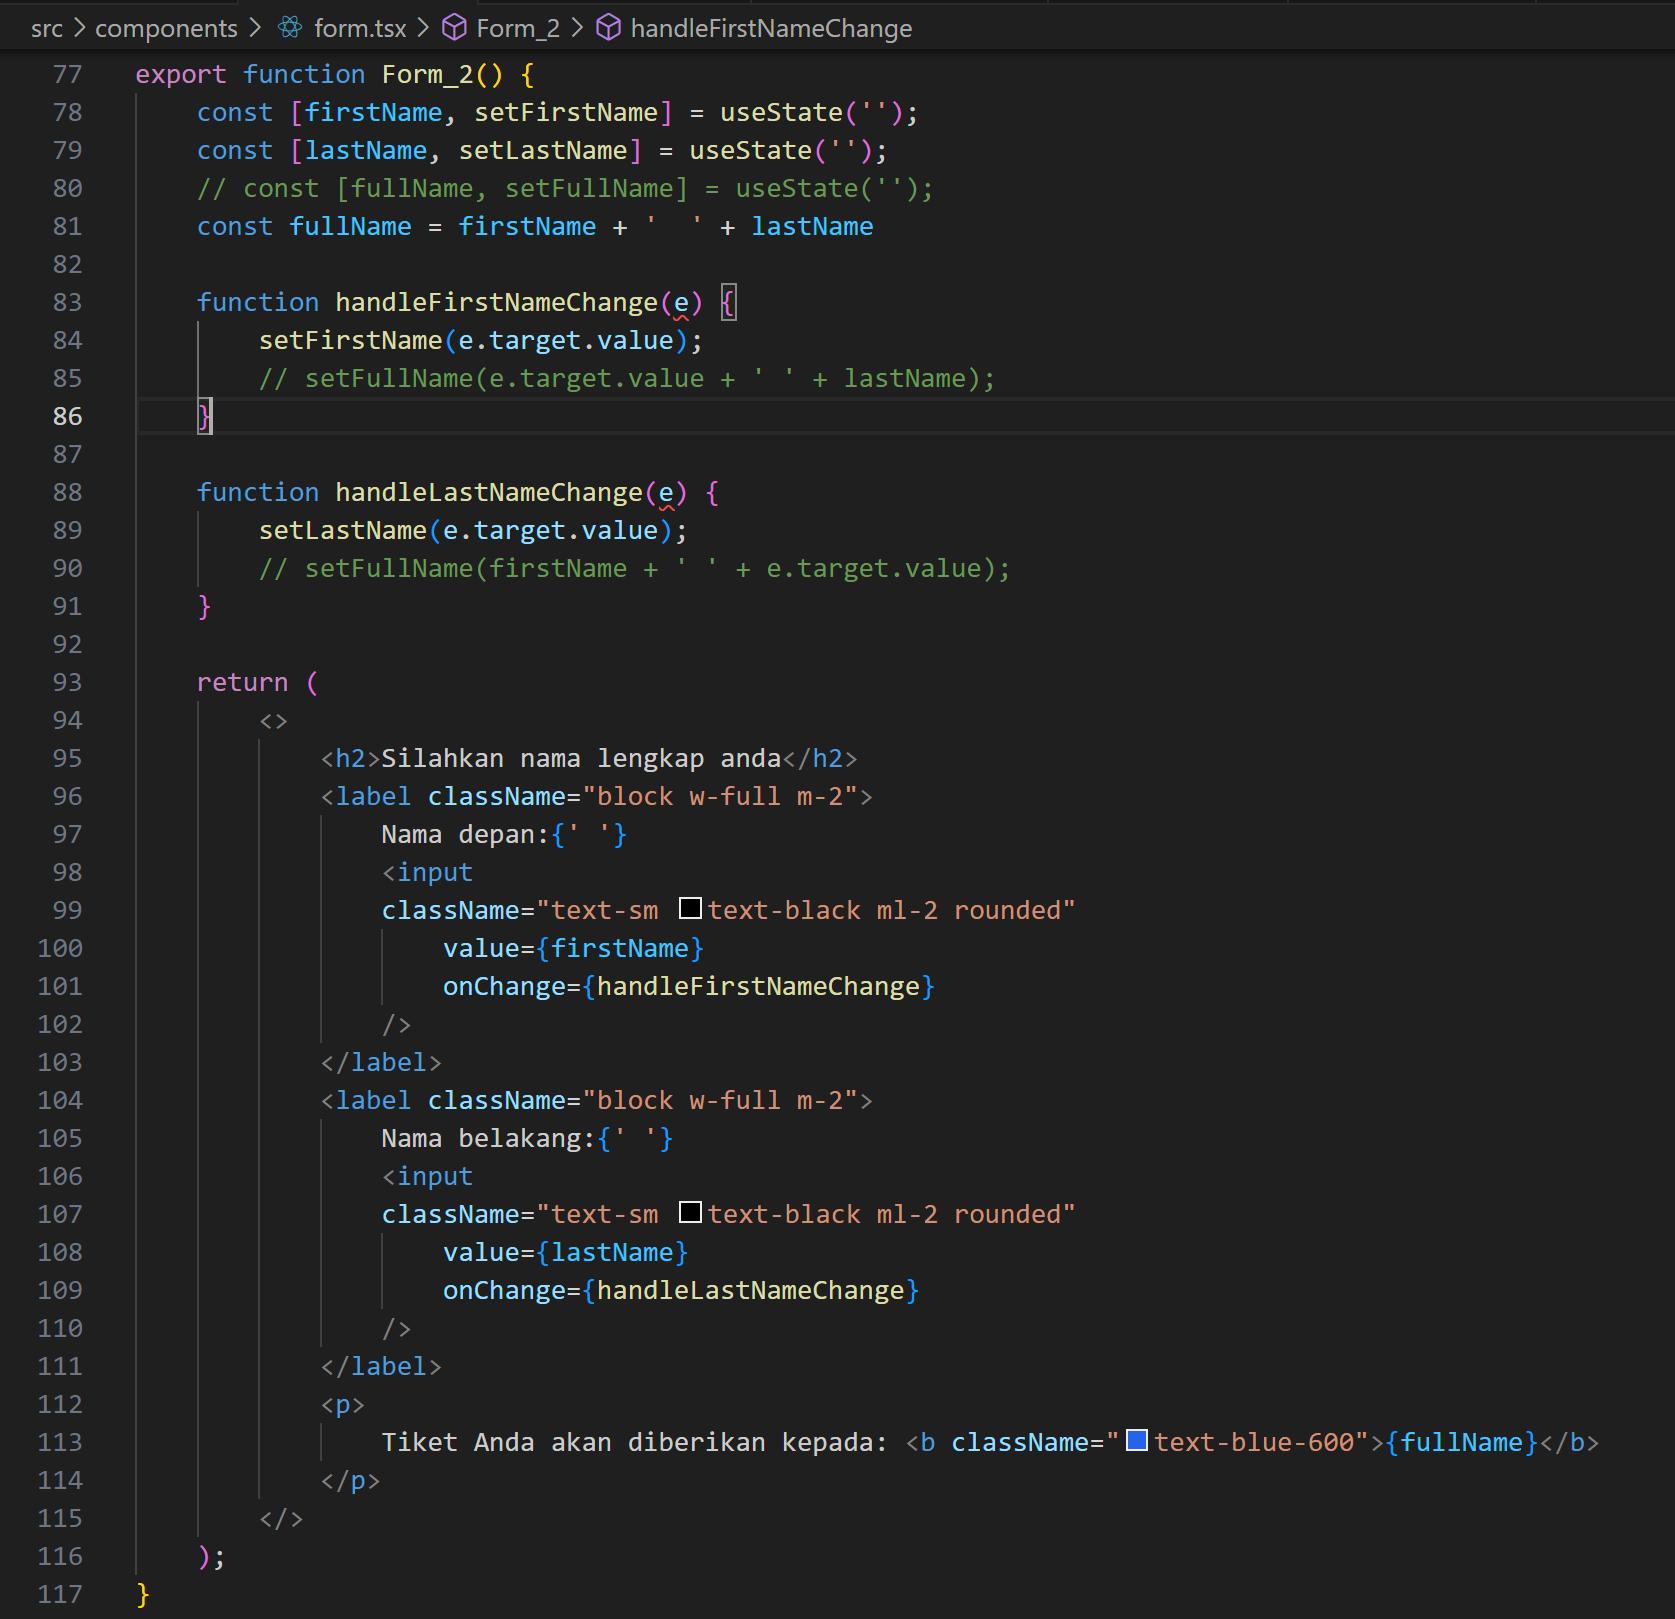 src > components > form.tsx > Form_2 > handleFirstNameChange
77 export function Form_2() {
78 const [firstName, setFirstName] = useState('');
79 const [lastName, setLastName] = useState('');
80 // const [fullName, setFullName] = useState('');
81 const fullName = firstName + '  ' + lastName
82
83 function handleFirstNameChange(e) {
84 setFirstName(e.target.value);
85 // setFullName(e.target.value + ' ' + lastName);
86 }
87
88 function handleLastNameChange(e) {
89 setLastName(e.target.value);
90 // setFullName(firstName + ' ' + e.target.value);
91 }
92
93 return (
94 <>
95 <h2>Silahkan nama lengkap anda</h2>
96 <label className="block w-full m-2">
97 Nama depan:{' '}
98 <input
99 className="text-sm text-black ml-2 rounded"
100 value={firstName}
101 onChange={handleFirstNameChange}
102 />
103 </label>
104 <label className="block w-full m-2">
105 Nama belakang:{' '}
106 <input
107 className="text-sm text-black ml-2 rounded"
108 value={lastName}
109 onChange={handleLastNameChange}
110 />
111 </label>
112 <p>
113 Tiket Anda akan diberikan kepada: <b className="text-blue-600">{fullName}</b>
114 </p>
115 </>
116 );
117 }